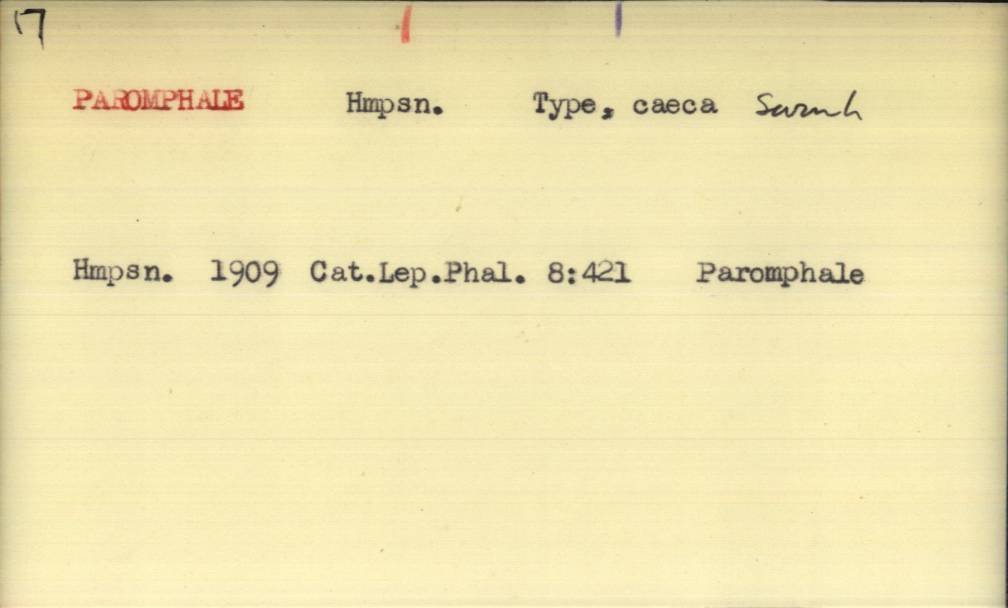 17
PAROMPHALE Hmpsn. Type, caeca
Hmpsn. 1909 Cat.Lep.Phal. 8:421 Paromphale